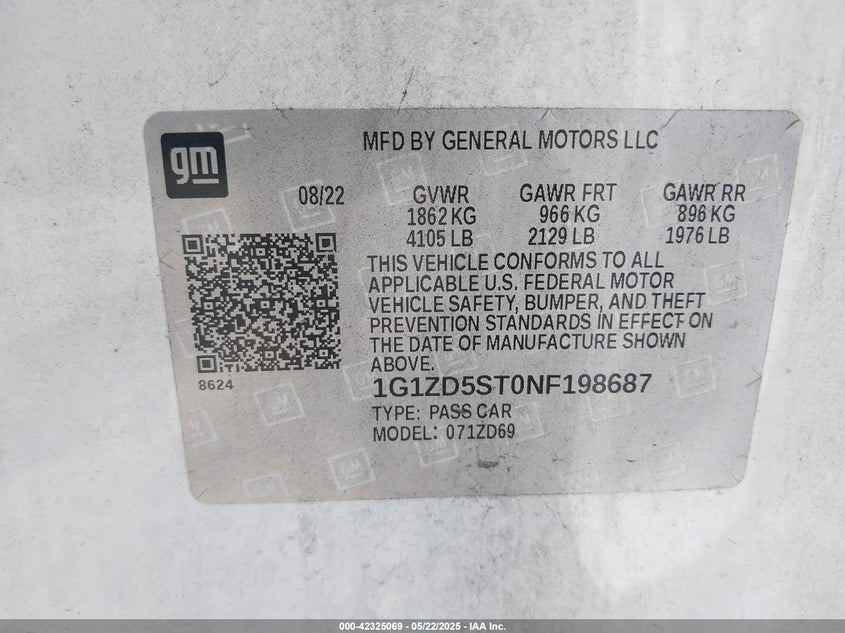 gm
MFD BY GENERAL MOTORS LLC
08/22 GVWR GAWR FRT GAWR RR
1862 KG 966 KG 896 KG
4105 LB 2129 LB 1976 LB
THIS VEHICLE CONFORMS TO ALL
APPLICABLE U.S. FEDERAL MOTOR
VEHICLE SAFETY, BUMPER, AND THEFT
PREVENTION STANDARDS IN EFFECT ON
THE DATE OF MANUFACTURE SHOWN
ABOVE.
8624
1G1ZD5ST0NF198687
TYPE: PASS CAR
MODEL: 071ZD69
000-42325069 - 05/22/2025 - IAA Inc.